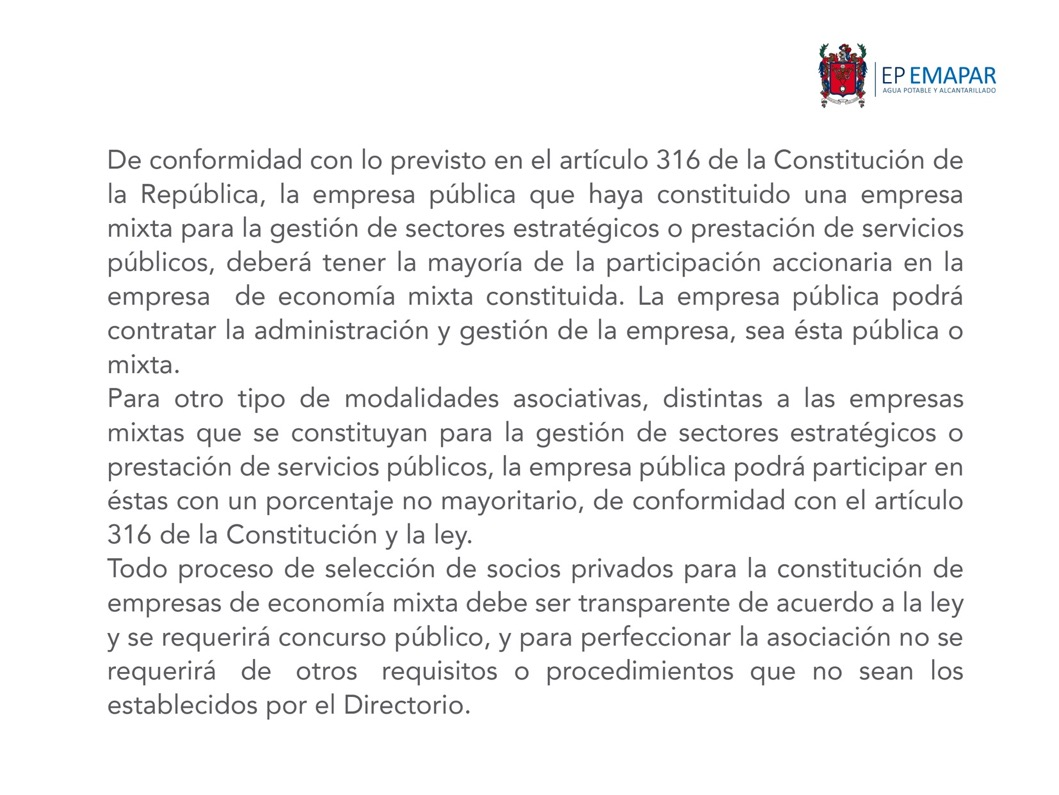 EP EMAPAR
AGUA POTABLE Y ALCANTARILLADO
De conformidad con lo previsto en el artículo 316 de la Constitución de
la República, la empresa pública que haya constituido una empresa
mixta para la gestión de sectores estratégicos o prestación de servicios
públicos, deberá tener la mayoría de la participación accionaria en la
empresa  de economía mixta constituida. La empresa pública podrá
contratar la administración y gestión de la empresa, sea ésta pública o
mixta.
Para otro tipo de modalidades asociativas, distintas a las empresas
mixtas que se constituyan para la gestión de sectores estratégicos o
prestación de servicios públicos, la empresa pública podrá participar en
éstas con un porcentaje no mayoritario, de conformidad con el artículo
316 de la Constitución y la ley.
Todo proceso de selección de socios privados para la constitución de
empresas de economía mixta debe ser transparente de acuerdo a la ley
y se requerirá concurso público, y para perfeccionar la asociación no se
requerirá  de  otros  requisitos o procedimientos que no sean los
establecidos por el Directorio.